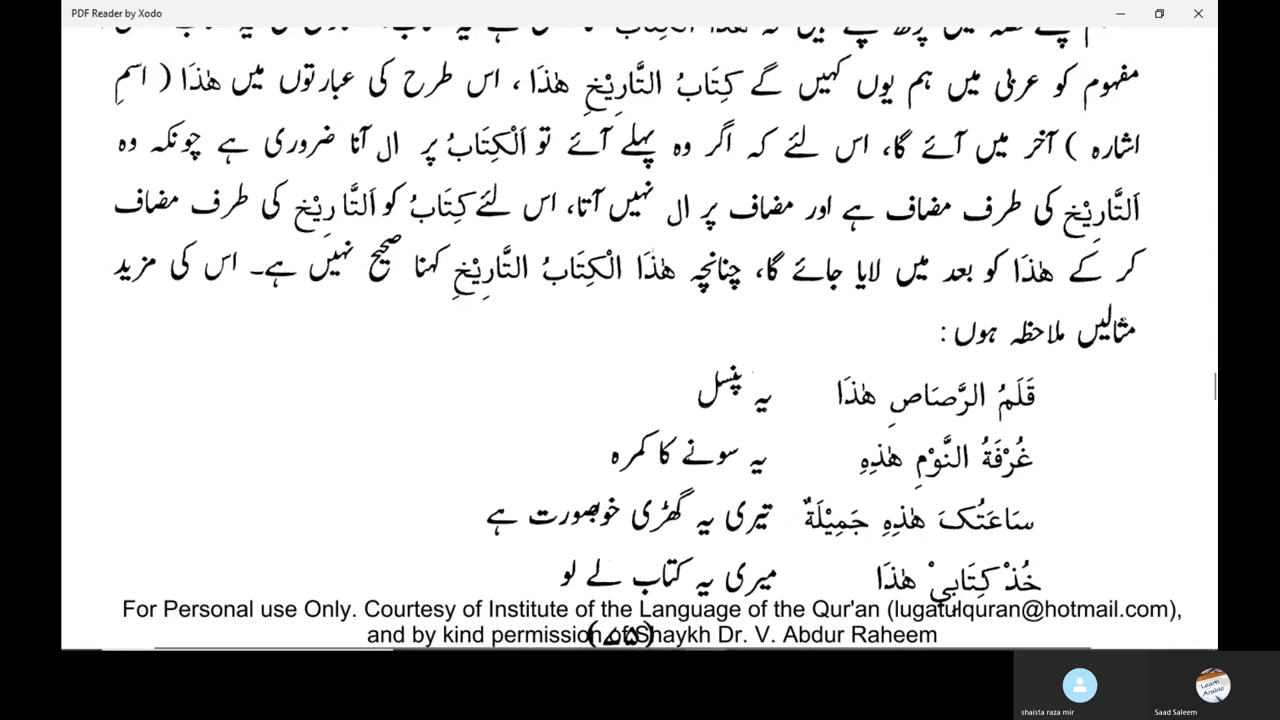 PDF Reader by Xodo
مفہوم کو عربی میں ہم یوں کہیں گے كِتَابُ التَّارِيْخِ هٰذَا ، اس طرح کی عبارتوں میں هٰذَا ( اسمِ
اشارہ ) آخر میں آئے گا، اس لئے کہ اگر وہ پہلے آئے تو اَلْكِتَابُ پر ال آنا ضروری ہے چونکہ وہ
اَلتَّارِيْخِ کی طرف مضاف ہے اور مضاف پر ال نہیں آتا، اس لئے كِتَابُ کو اَلتَّارِيْخِ کی طرف مضاف
کر کے هٰذَا کو بعد میں لایا جائے گا، چنانچہ هٰذَا الْكِتَابُ التَّارِيْخِ کہنا صحیح نہیں ہے۔ اس کی مزید
مثالیں ملاحظہ ہوں :
قَلَمُ الرَّصَاصِ هٰذَا یہ پنسل
غُرْفَةُ النَّوْمِ هٰذِهِ یہ سونے کا کمرہ
سَاعَتُکَ هٰذِهِ جَمِيْلَةٌ تیری یہ گھڑی خوبصورت ہے
خُذْ كِتَابِيْ هٰذَا میری یہ کتاب لے لو
For Personal use Only. Courtesy of Institute of the Language of the Qur'an (lugatulquran@hotmail.com),
and by kind permission of Shaykh Dr. V. Abdur Raheem
(۷۵)
Learn Arabic
shaista raza mir
Saad Saleem